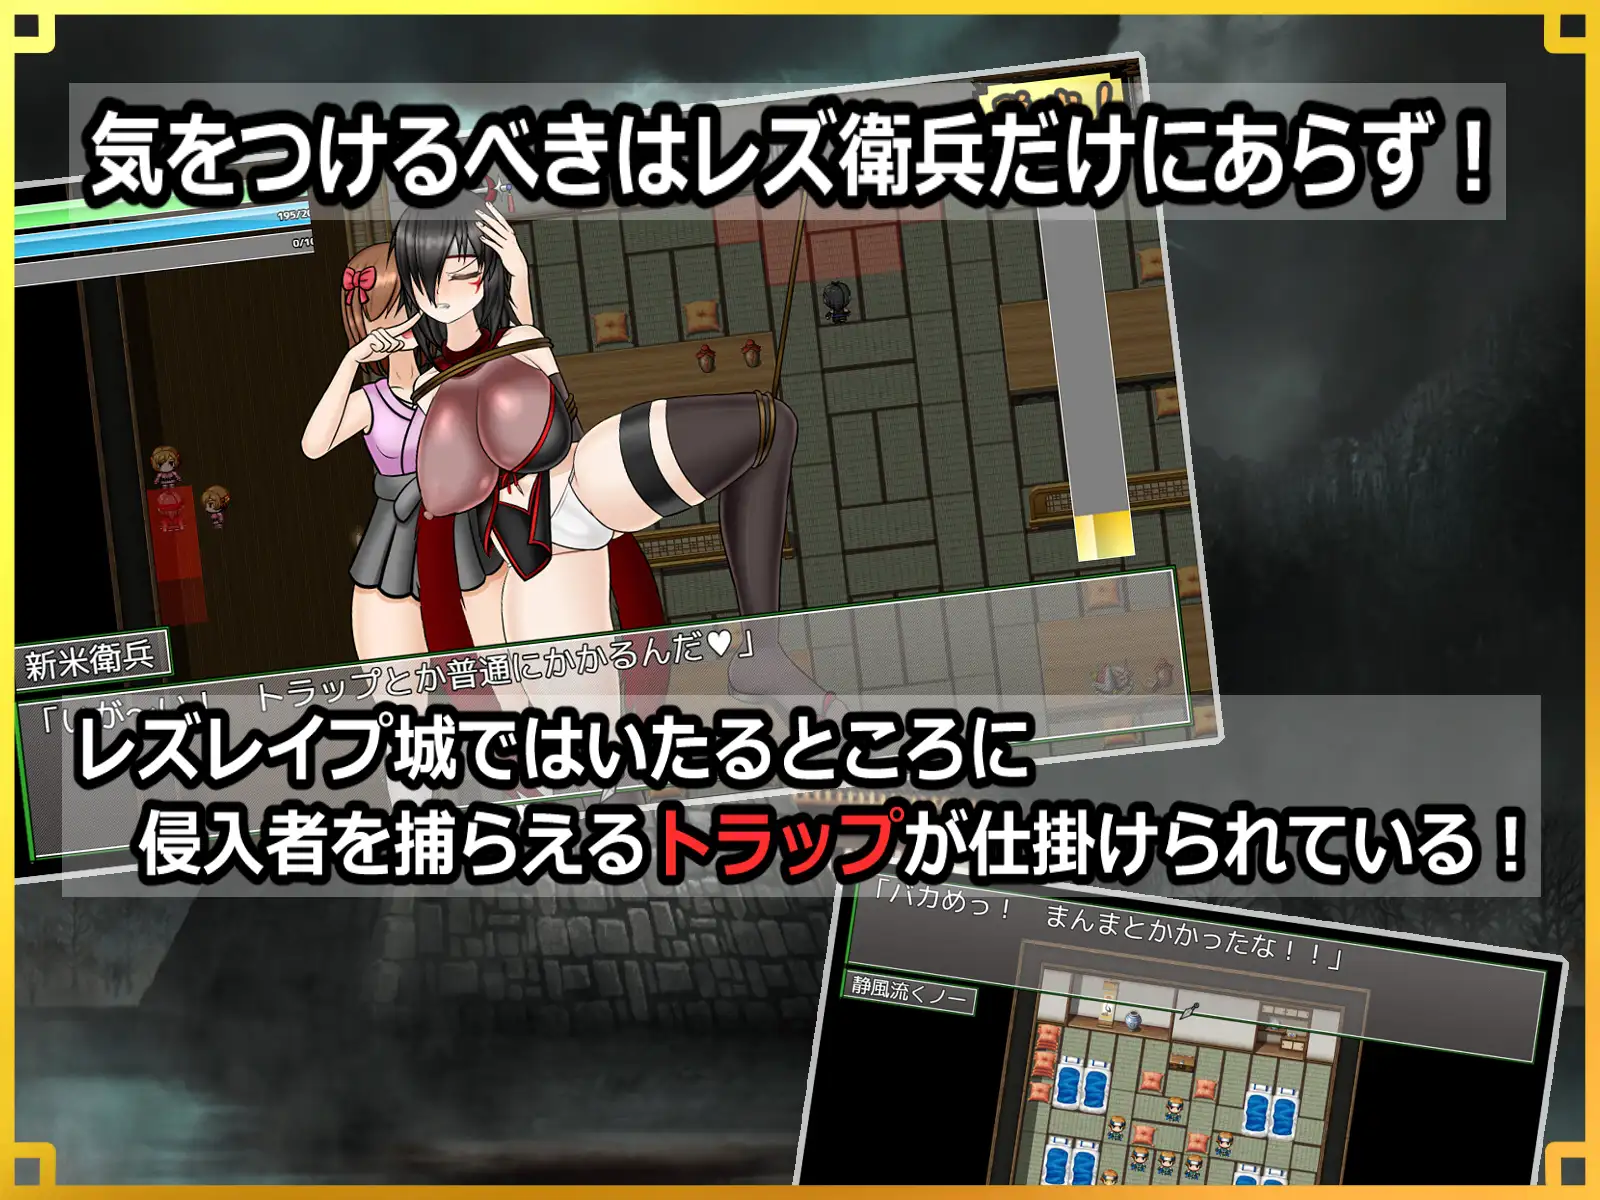 気をつけるべきはレズ衛兵だけにあらず！
195/20
0/10
新米衛兵
トラップとか普通にかかるんだ♥」
レズレイプ城ではいたるところに
侵入者を捕らえるトラップが仕掛けられている！
「バカめっ！　まんまとかかったな！！」
静風流くノ一